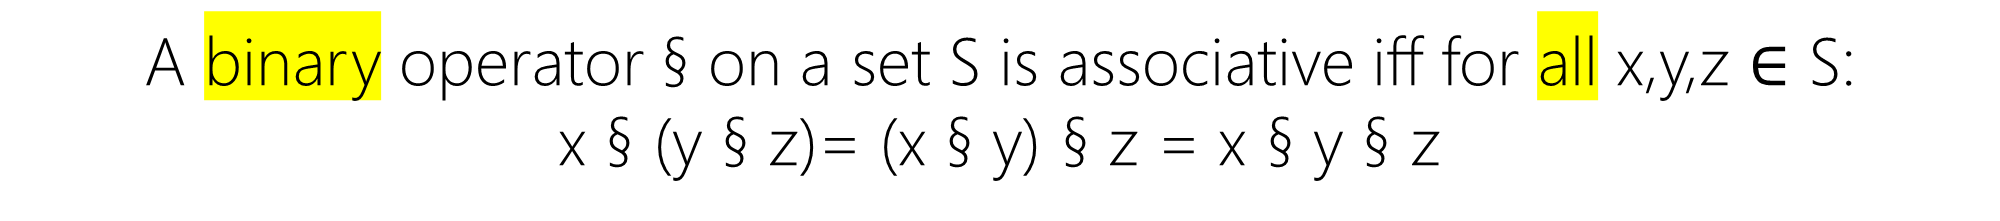 A binary operator § on a set S is associative iff for all x,y,z ∈ S:
x § (y § z)= (x § y) § z = x § y § z